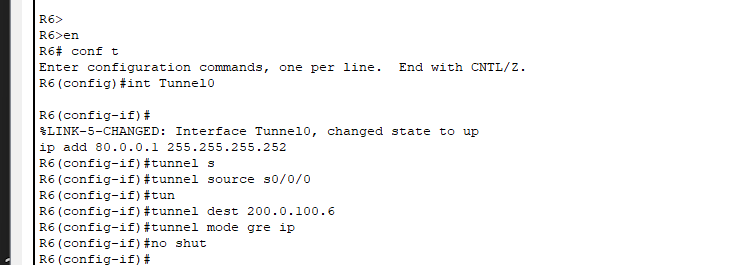 R6>
R6>en
R6# conf t
Enter configuration commands, one per line.  End with CNTL/Z.
R6(config)#int Tunnel0
R6(config-if)#
%LINK-5-CHANGED: Interface Tunnel0, changed state to up
ip add 80.0.0.1 255.255.255.252
R6(config-if)#tunnel s
R6(config-if)#tunnel source s0/0/0
R6(config-if)#tun
R6(config-if)#tunnel dest 200.0.100.6
R6(config-if)#tunnel mode gre ip
R6(config-if)#no shut
R6(config-if)#